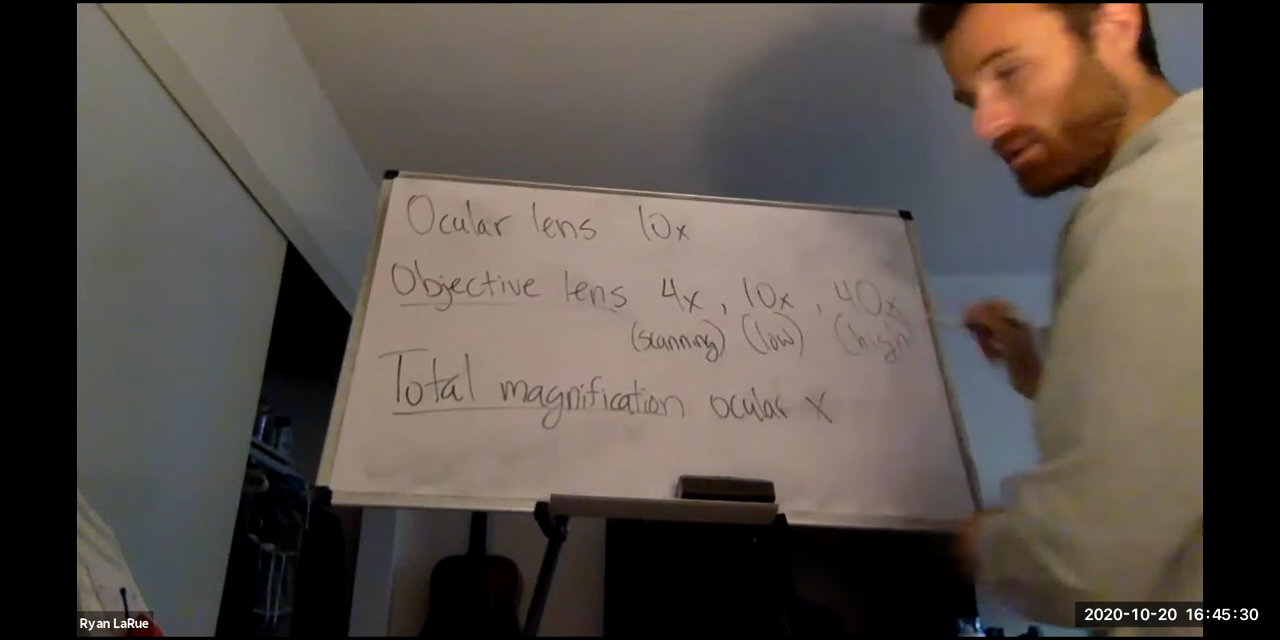 Ocular lens 10x
Objective lens 4x, 10x, 40x
(scanning) (low) (high)
Total magnification ocular x
Ryan LaRue
2020-10-20 16:45:30